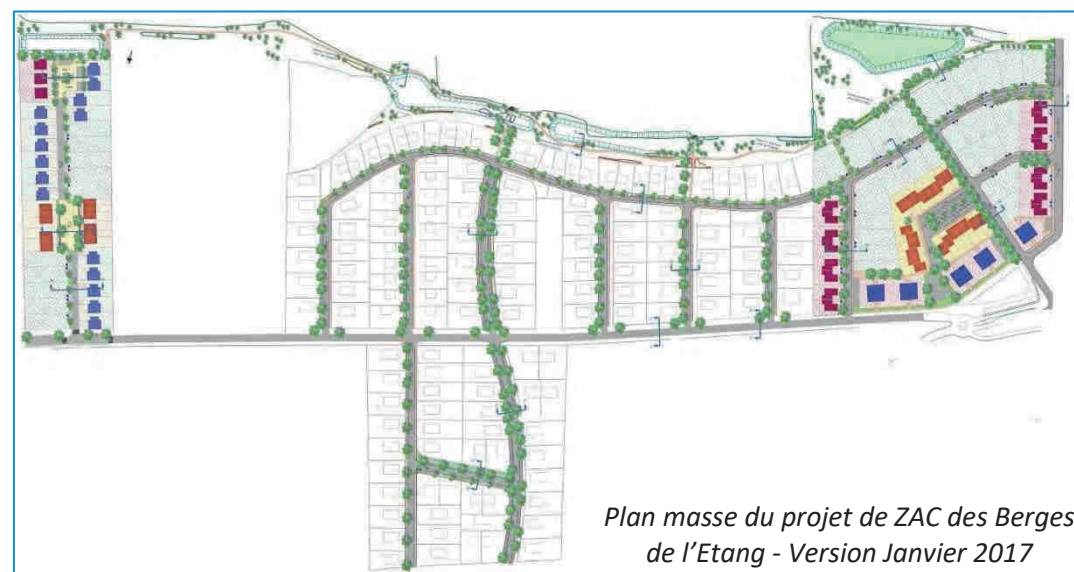 Plan masse du projet de ZAC des Berges
de l’Etang - Version Janvier 2017